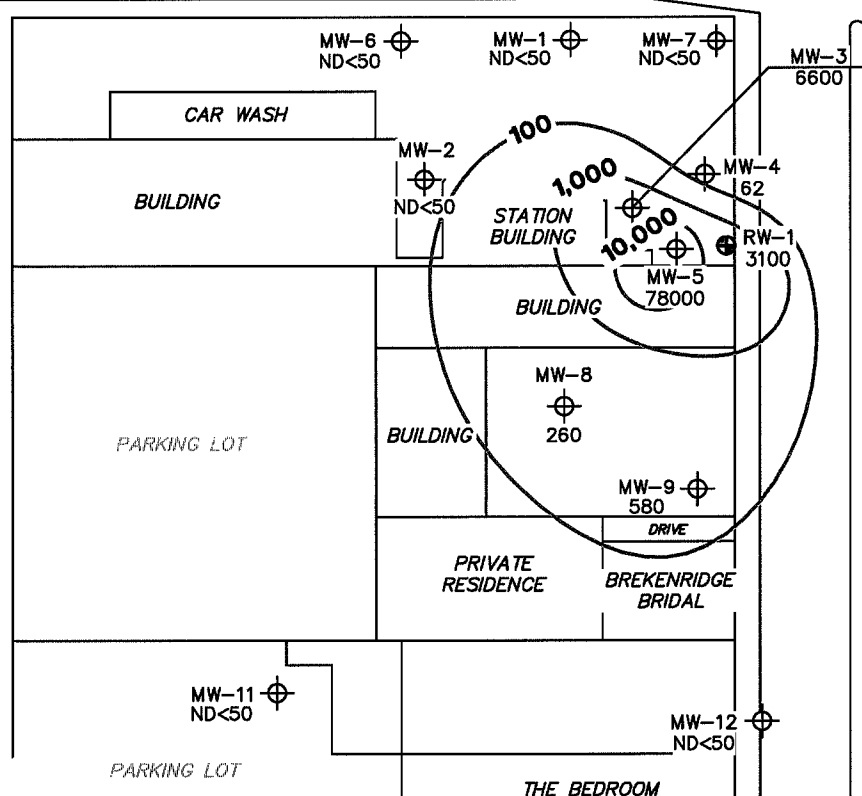 MW-6
ND<50
MW-1
ND<50
MW-7
ND<50
MW-3
6600
CAR WASH
100
MW-2
ND<50
MW-4
62
1,000
BUILDING
STATION
BUILDING
10,000
RW-1
3100
MW-5
78000
BUILDING
MW-8
260
BUILDING
PARKING LOT
MW-9
580
DRIVE
PRIVATE
RESIDENCE
BREKENRIDGE
BRIDAL
MW-11
ND<50
MW-12
ND<50
PARKING LOT
THE BEDROOM